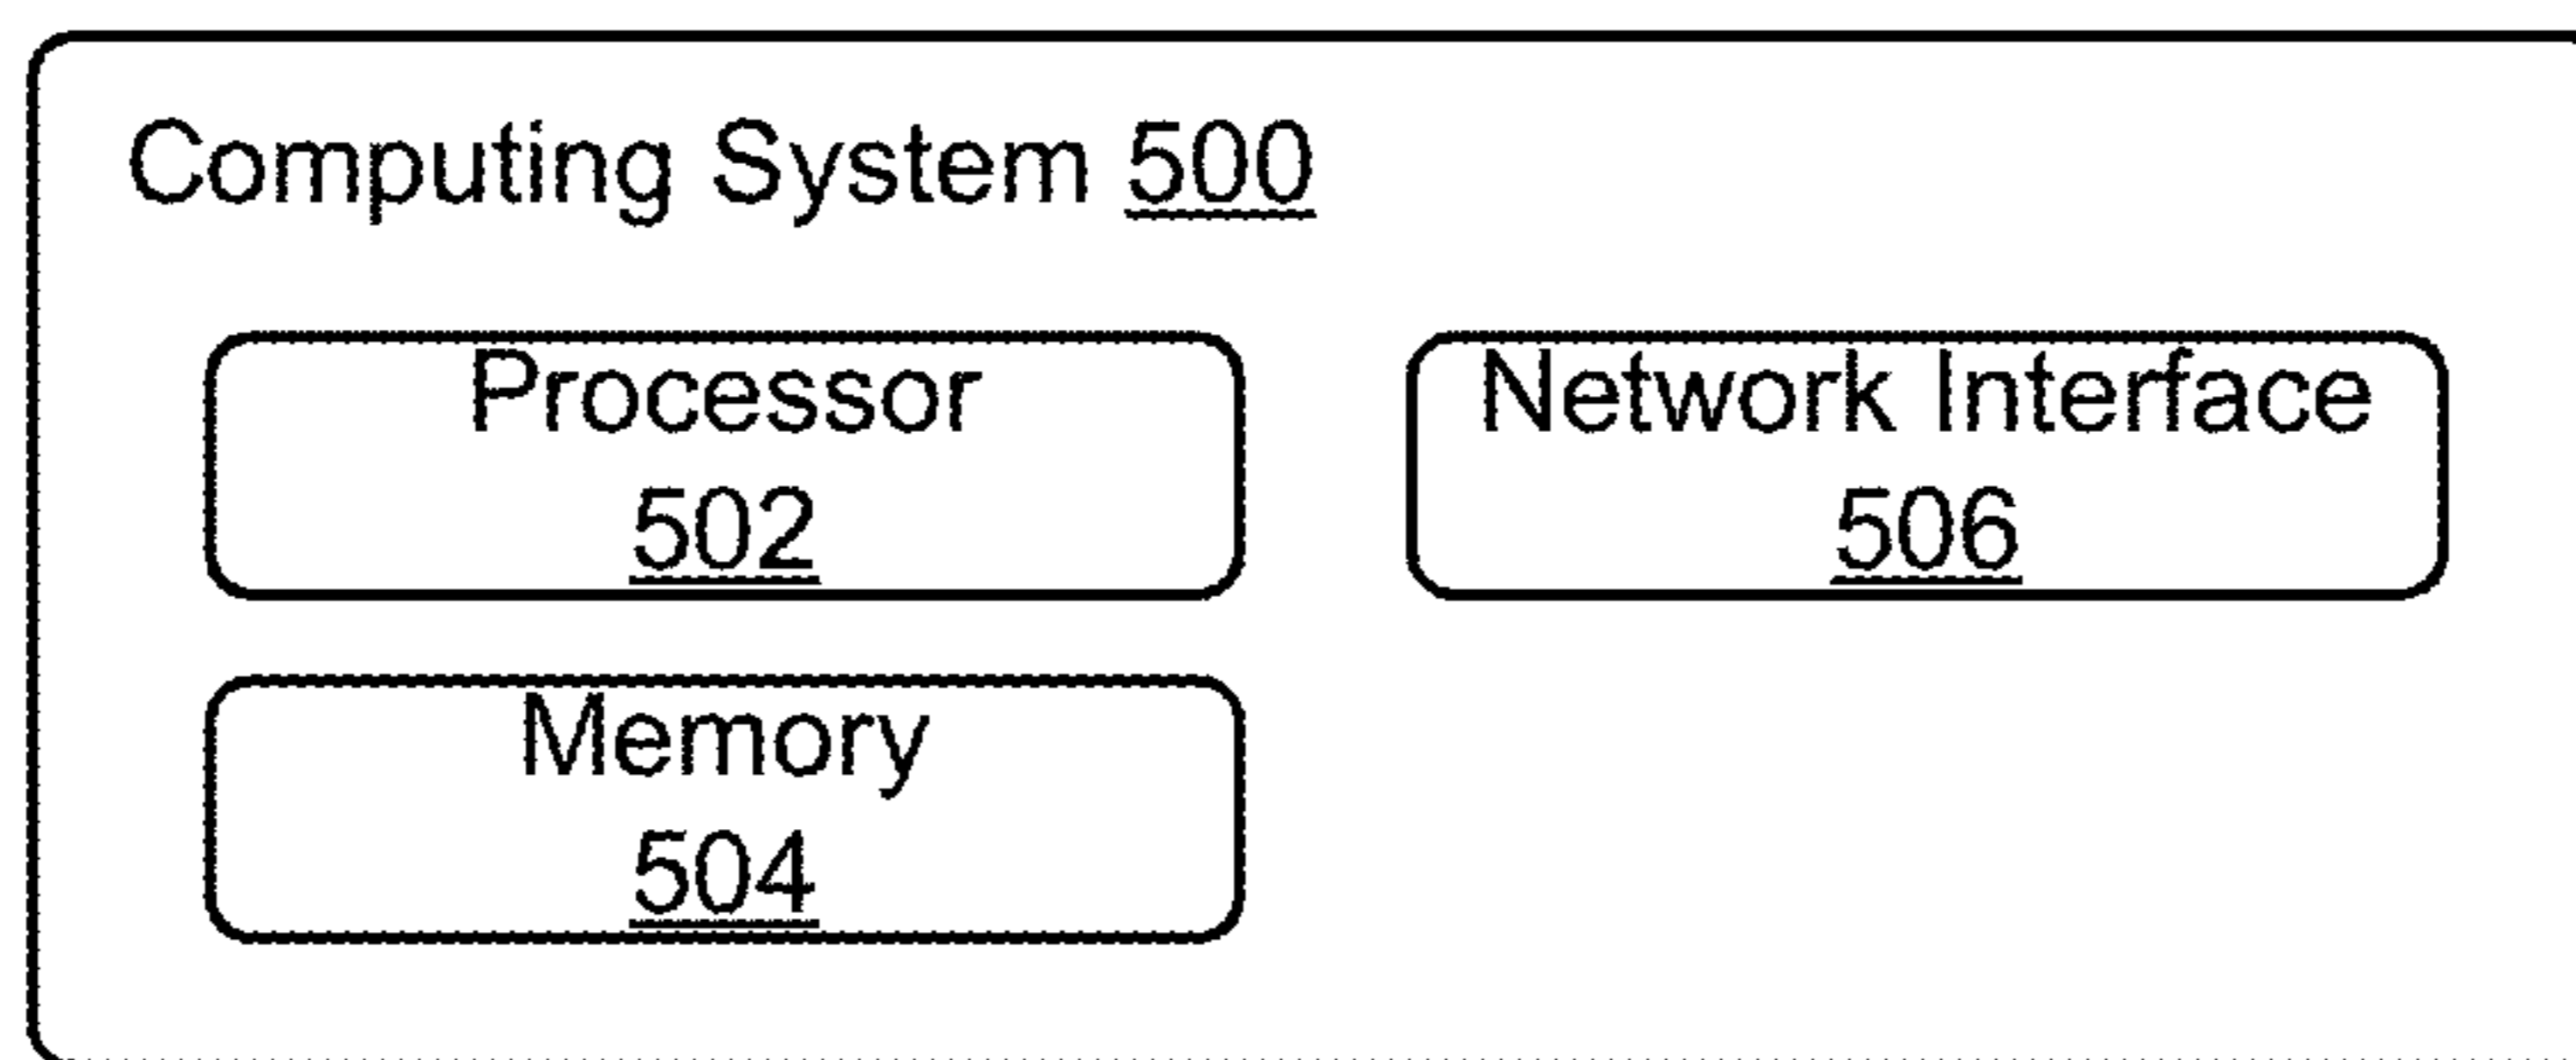 Computing System 500
Processor
502
Network Interface
506
Memory
504